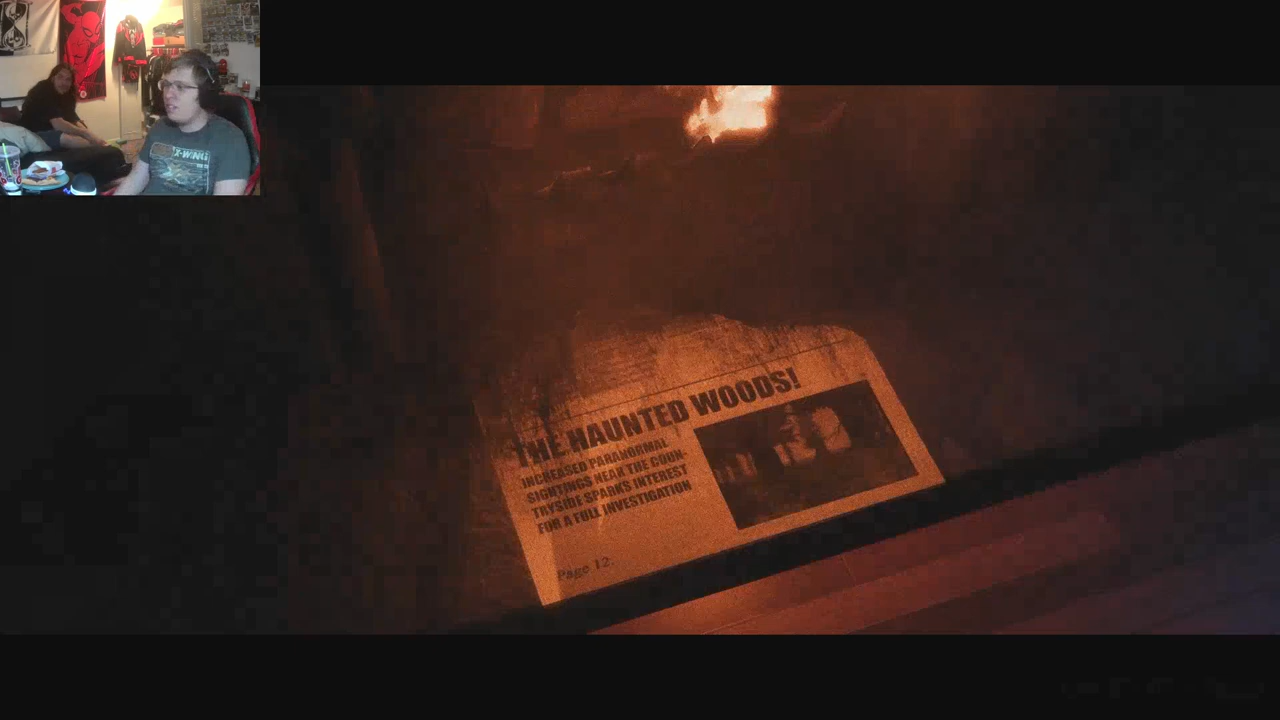 X-WING
THE HAUNTED WOODS!
INCREASED PARANORMAL
SIGHTINGS NEAR THE COUN-
TRYSIDE SPARKS INTEREST
FOR A FULL INVESTIGATION
Page 12.